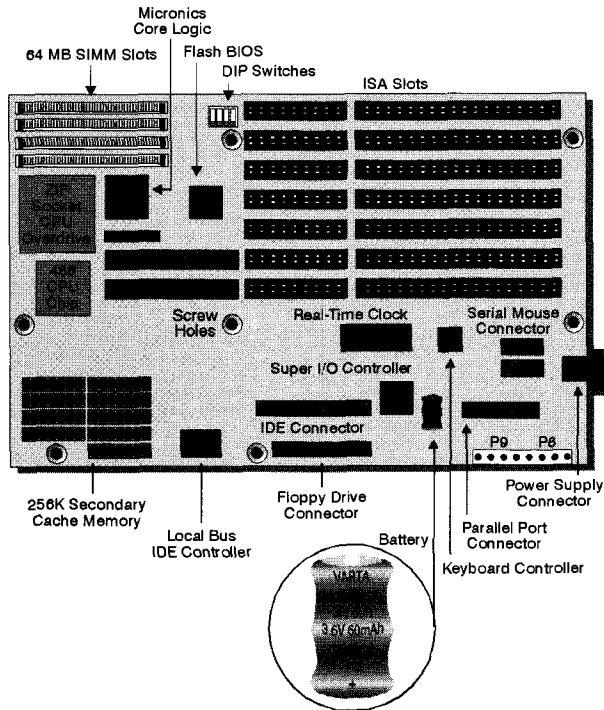 Micronics
Core Logic
64 MB SIMM Slots
Flash BIOS
DIP Switches
ISA Slots
ZIF
Socket
CPU
Overdrive
486
CPU
Chip
Screw
Holes
Real-Time Clock
Serial Mouse
Connector
Super I/O Controller
IDE Connector
P9
P8
256K Secondary
Cache Memory
Local Bus
IDE Controller
Floppy Drive
Connector
Power Supply
Connector
Parallel Port
Connector
Battery
Keyboard Controller
VARTA
3.6V 60mAh
+